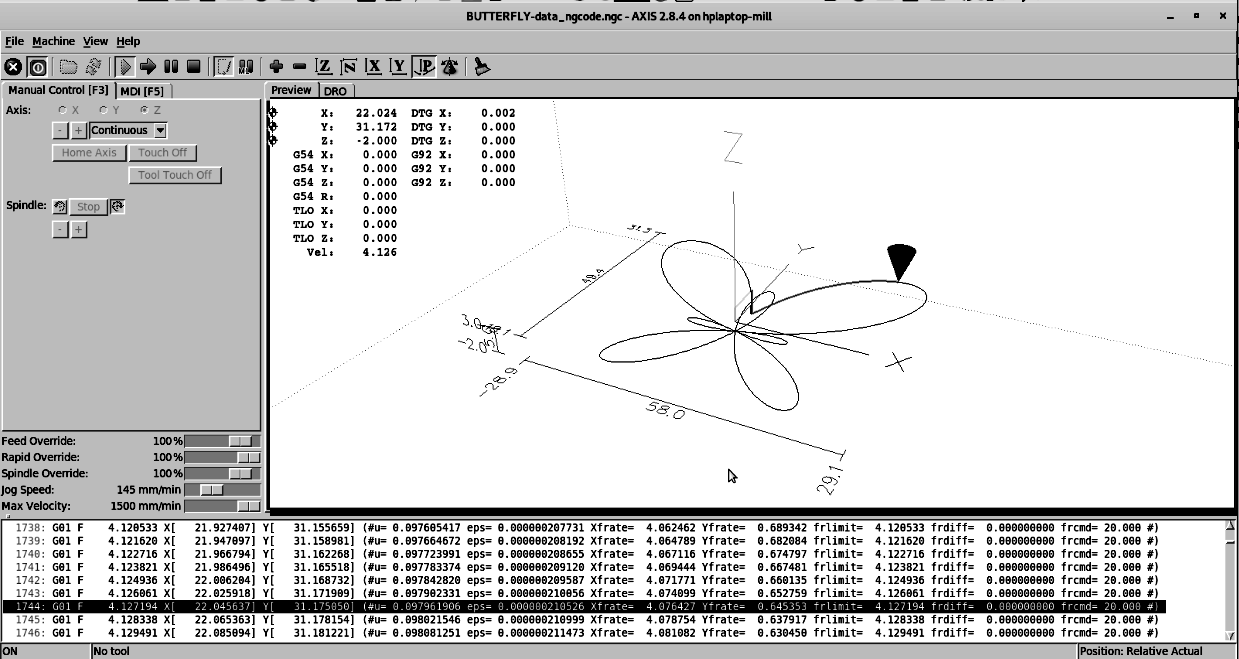 BUTTERFLY-data_ngcode.ngc - AXIS 2.8.4 on hplaptop-mill
File Machine View Help
Manual Control [F3] MDI [F5]
Preview DRO
Axis: X Y Z
- + Continuous
Home Axis Touch Off
Tool Touch Off
Spindle: Stop
- +
X: 22.024 DTG X: 0.002
Y: 31.172 DTG Y: 0.000
Z: -2.000 DTG Z: 0.000
G54 X: 0.000 G92 X: 0.000
G54 Y: 0.000 G92 Y: 0.000
G54 Z: 0.000 G92 Z: 0.000
G54 R: 0.000
TLO X: 0.000
TLO Y: 0.000
TLO Z: 0.000
Vel: 4.126
Z
Y
X
31.3
3.0
-2.0
-28.9
58.0
29.1
Feed Override: 100%
Rapid Override: 100%
Spindle Override: 100%
Jog Speed: 145 mm/min
Max Velocity: 1500 mm/min
1738: G01 F 4.120533 X[ 21.927407] Y[ 31.155659] (#u= 0.097605417 eps= 0.000000207731 Xfrate= 4.062462 Yfrate= 0.689342 frlimit= 4.120533 frdiff= 0.000000000 frcmd= 20.000 #)
1739: G01 F 4.121620 X[ 21.947097] Y[ 31.158981] (#u= 0.097664672 eps= 0.000000208192 Xfrate= 4.064789 Yfrate= 0.682084 frlimit= 4.121620 frdiff= 0.000000000 frcmd= 20.000 #)
1740: G01 F 4.122716 X[ 21.966794] Y[ 31.162268] (#u= 0.097723991 eps= 0.000000208655 Xfrate= 4.067116 Yfrate= 0.674797 frlimit= 4.122716 frdiff= 0.000000000 frcmd= 20.000 #)
1741: G01 F 4.123821 X[ 21.986496] Y[ 31.165518] (#u= 0.097783374 eps= 0.000000209120 Xfrate= 4.069444 Yfrate= 0.667481 frlimit= 4.123821 frdiff= 0.000000000 frcmd= 20.000 #)
1742: G01 F 4.124936 X[ 22.006204] Y[ 31.168732] (#u= 0.097842820 eps= 0.000000209587 Xfrate= 4.071771 Yfrate= 0.660135 frlimit= 4.124936 frdiff= 0.000000000 frcmd= 20.000 #)
1743: G01 F 4.126061 X[ 22.025918] Y[ 31.171909] (#u= 0.097902331 eps= 0.000000210056 Xfrate= 4.074099 Yfrate= 0.652759 frlimit= 4.126061 frdiff= 0.000000000 frcmd= 20.000 #)
1744: G01 F 4.127194 X[ 22.045637] Y[ 31.175050] (#u= 0.097961906 eps= 0.000000210526 Xfrate= 4.076427 Yfrate= 0.645353 frlimit= 4.127194 frdiff= 0.000000000 frcmd= 20.000 #)
1745: G01 F 4.128338 X[ 22.065363] Y[ 31.178154] (#u= 0.098021546 eps= 0.000000210999 Xfrate= 4.078754 Yfrate= 0.637917 frlimit= 4.128338 frdiff= 0.000000000 frcmd= 20.000 #)
1746: G01 F 4.129491 X[ 22.085094] Y[ 31.181221] (#u= 0.098081251 eps= 0.000000211473 Xfrate= 4.081082 Yfrate= 0.630450 frlimit= 4.129491 frdiff= 0.000000000 frcmd= 20.000 #)
ON No tool Position: Relative Actual